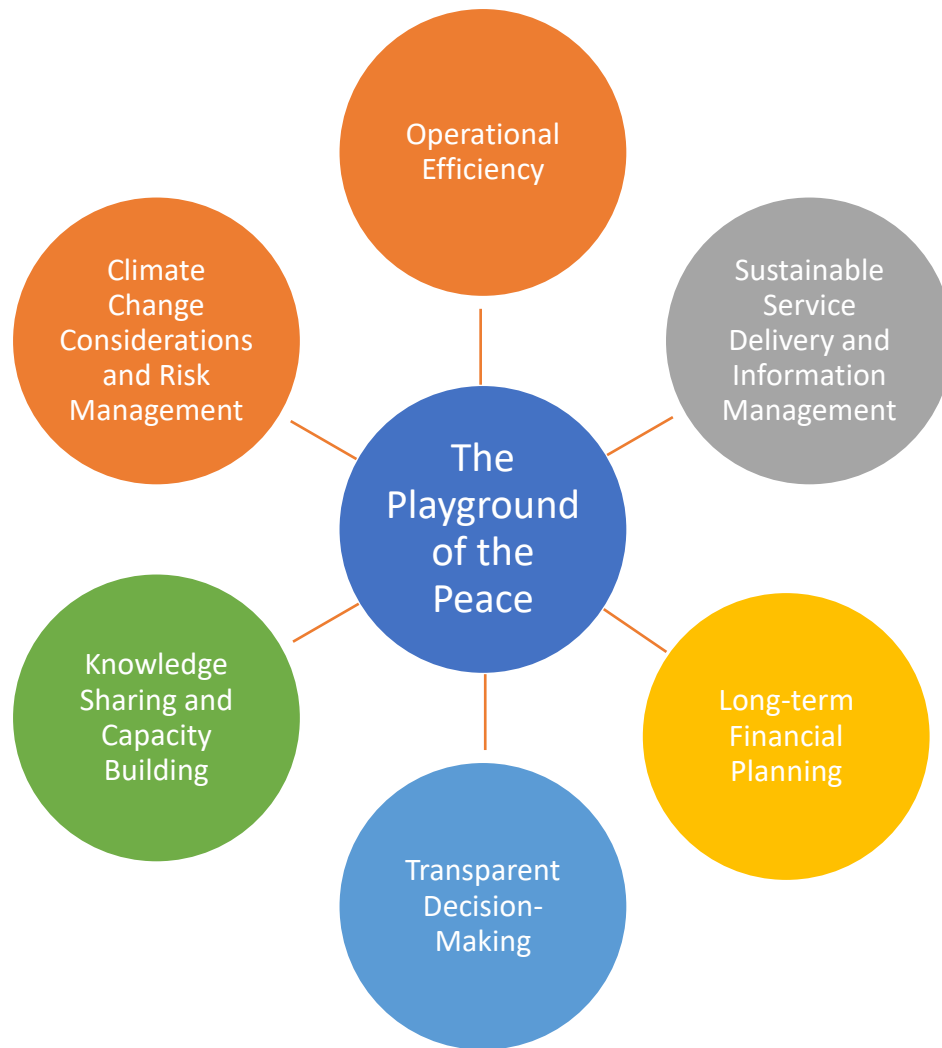 Operational
Efficiency
Sustainable
Service
Delivery and
Information
Management
Long-term
Financial
Planning
Transparent
Decision-
Making
Knowledge
Sharing and
Capacity
Building
Climate
Change
Considerations
and Risk
Management
The
Playground
of the
Peace